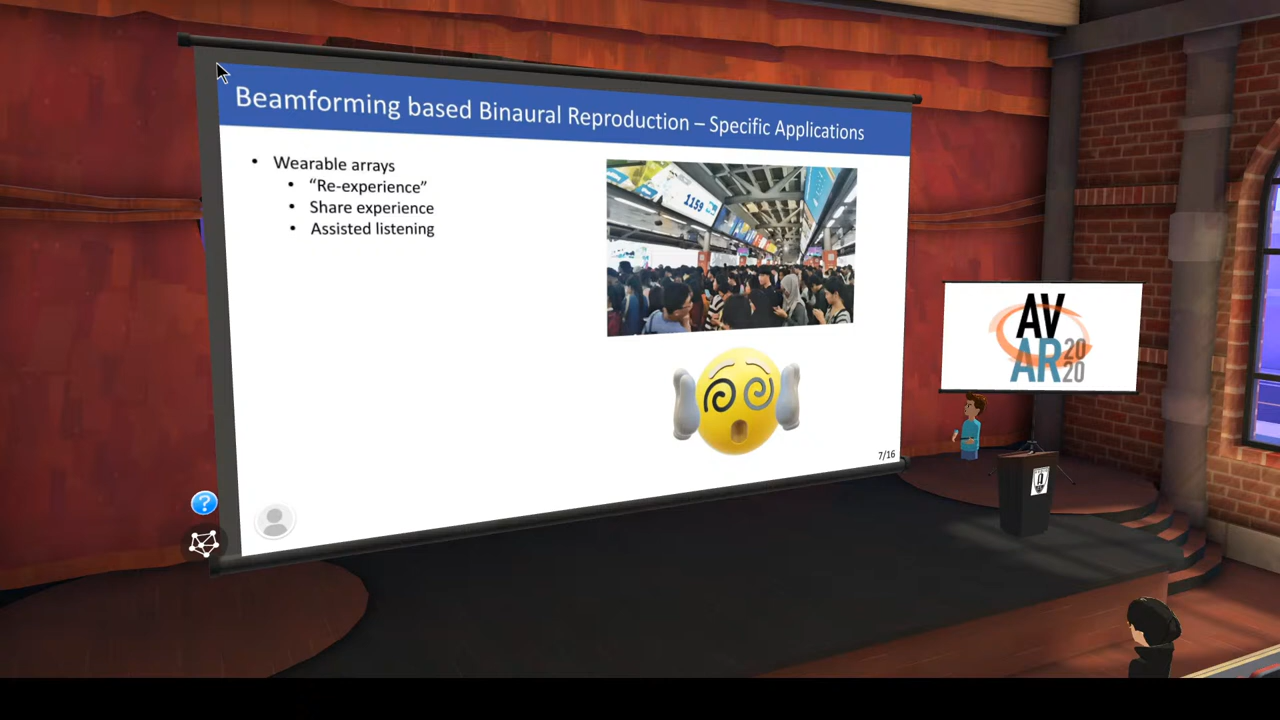 Beamforming based Binaural Reproduction – Specific Applications
• Wearable arrays
• “Re-experience”
• Share experience
• Assisted listening
1159
7/16
AV
AR 20
20
?